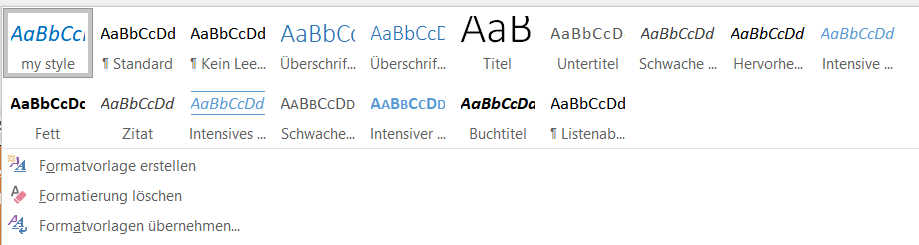 AaBbCcI AaBbCcDd AaBbCcDd AaBbCc AaBbCcD AaB AaBbCcD AaBbCcDd AaBbCcDd AaBbCcDd
my style ¶ Standard ¶ Kein Lee... Überschrif... Überschrif... Titel Untertitel Schwache ... Hervorhe... Intensive ...
AaBbCcDc AaBbCcDd AaBbCcDd AaBbCcDd AaBbCcDd AaBbCcDd AaBbCcDd
Fett Zitat Intensives ... Schwache... Intensiver ... Buchtitel ¶ Listenab...
Formatvorlage erstellen
Formatierung löschen
Formatvorlagen übernehmen...